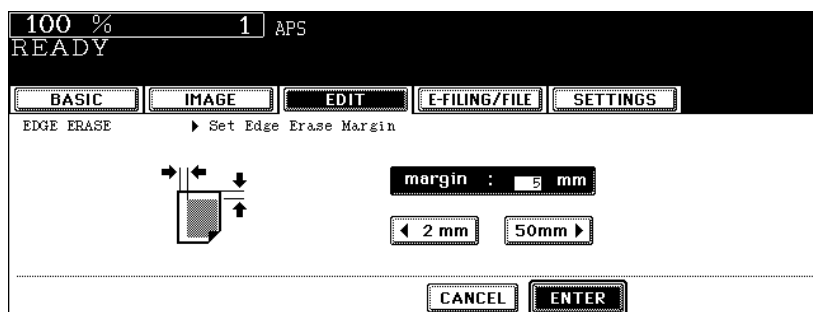 100 % 1 APS
READY
BASIC IMAGE EDIT E-FILING/FILE SETTINGS
EDGE ERASE ▶ Set Edge Erase Margin
margin : 5 mm
◀ 2 mm 50mm ▶
CANCEL ENTER